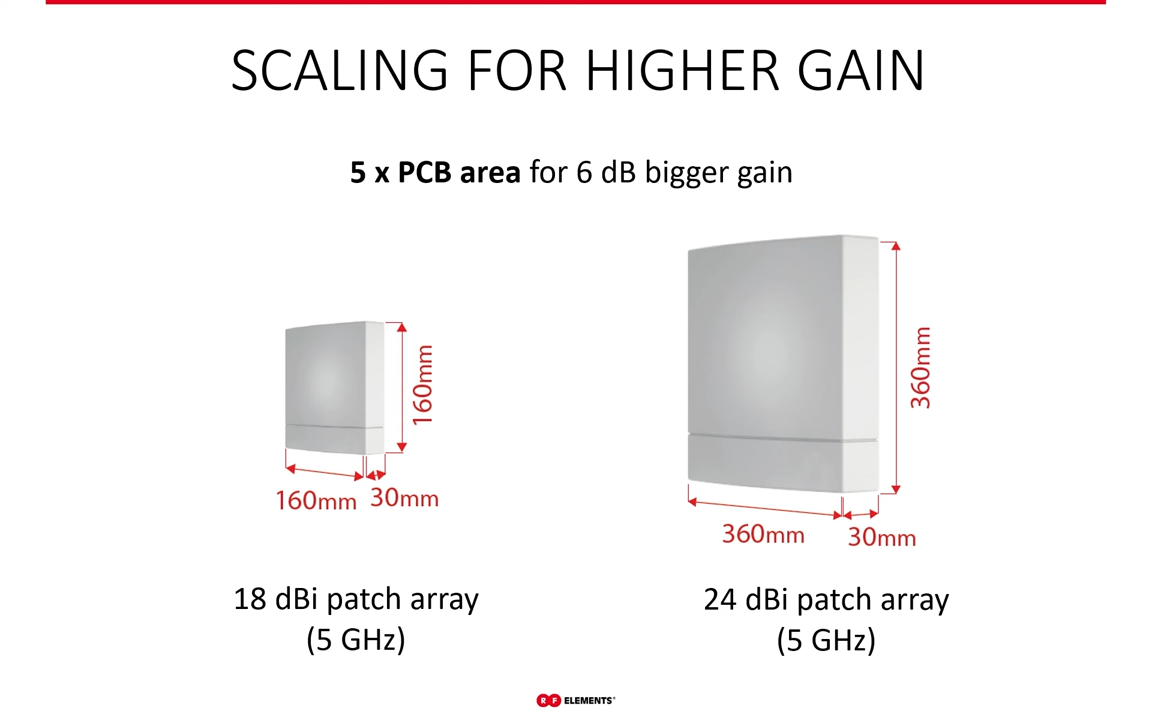 SCALING FOR HIGHER GAIN
5 x PCB area for 6 dB bigger gain
160mm
160mm
30mm
360mm
360mm
30mm
18 dBi patch array
(5 GHz)
24 dBi patch array
(5 GHz)
RF ELEMENTS